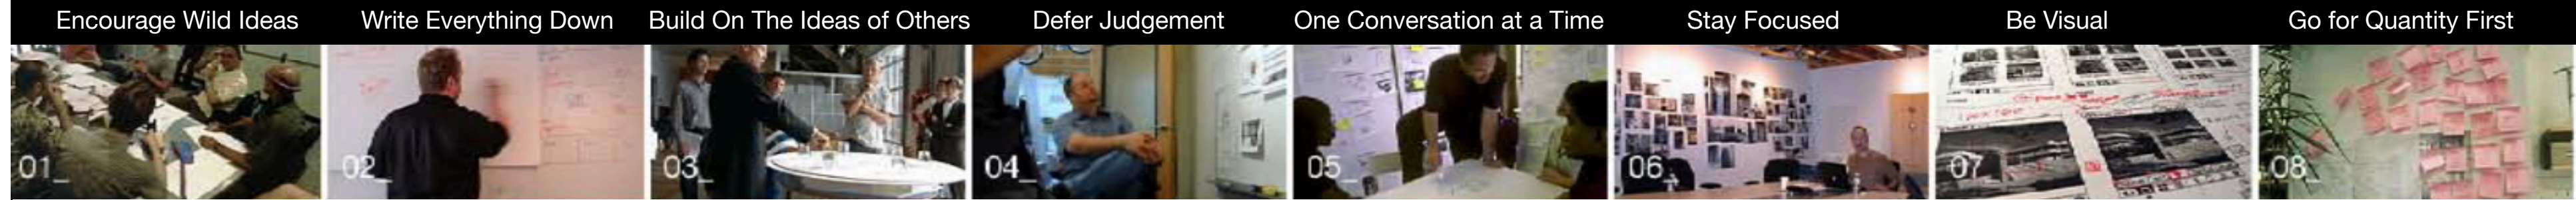 Encourage Wild Ideas
Write Everything Down
Build On The Ideas of Others
Defer Judgement
One Conversation at a Time
Stay Focused
Be Visual
Go for Quantity First
01_
02_
03_
04_
05_
06_
07_
08_